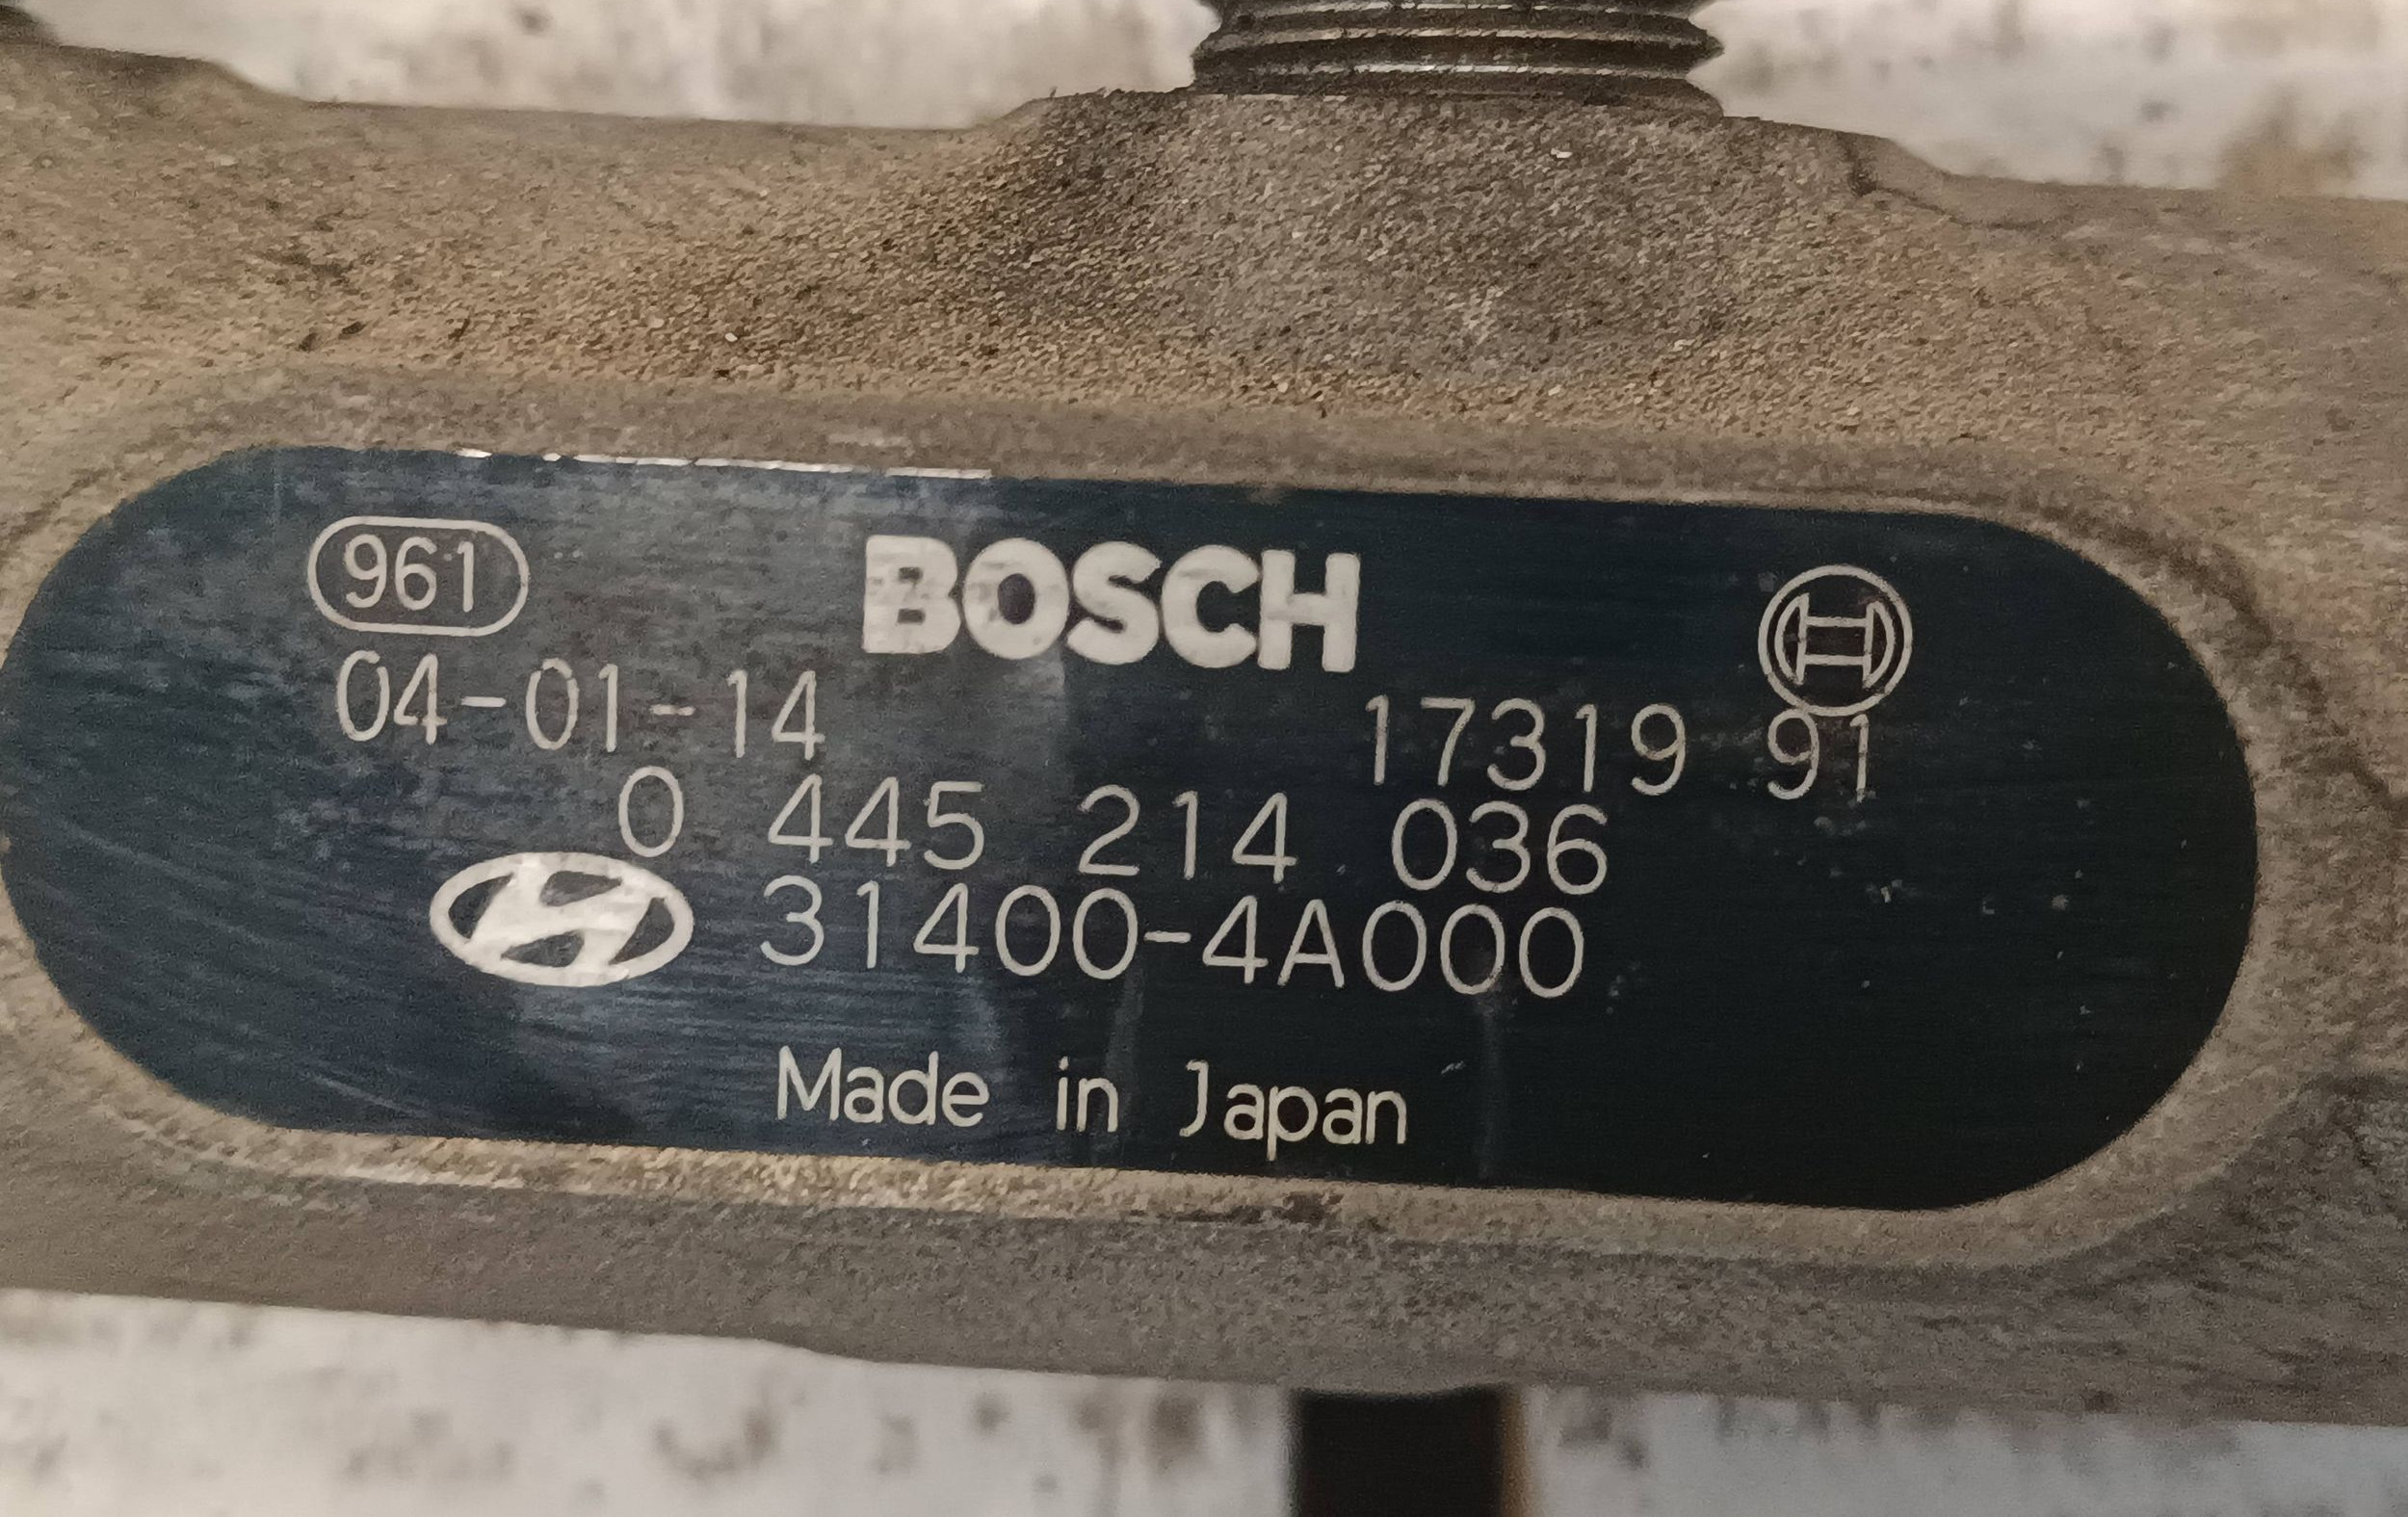 961 BOSCH
04-01-14 17319 91
0 445 214 036
31400-4A000
Made in Japan